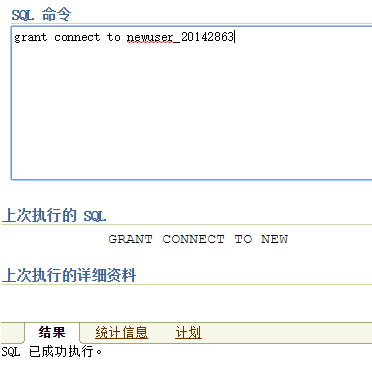 SQL 命令
grant connect to newuser_20142863
上次执行的 SQL
GRANT CONNECT TO NEW
上次执行的详细资料
结果 统计信息 计划
SQL 已成功执行。